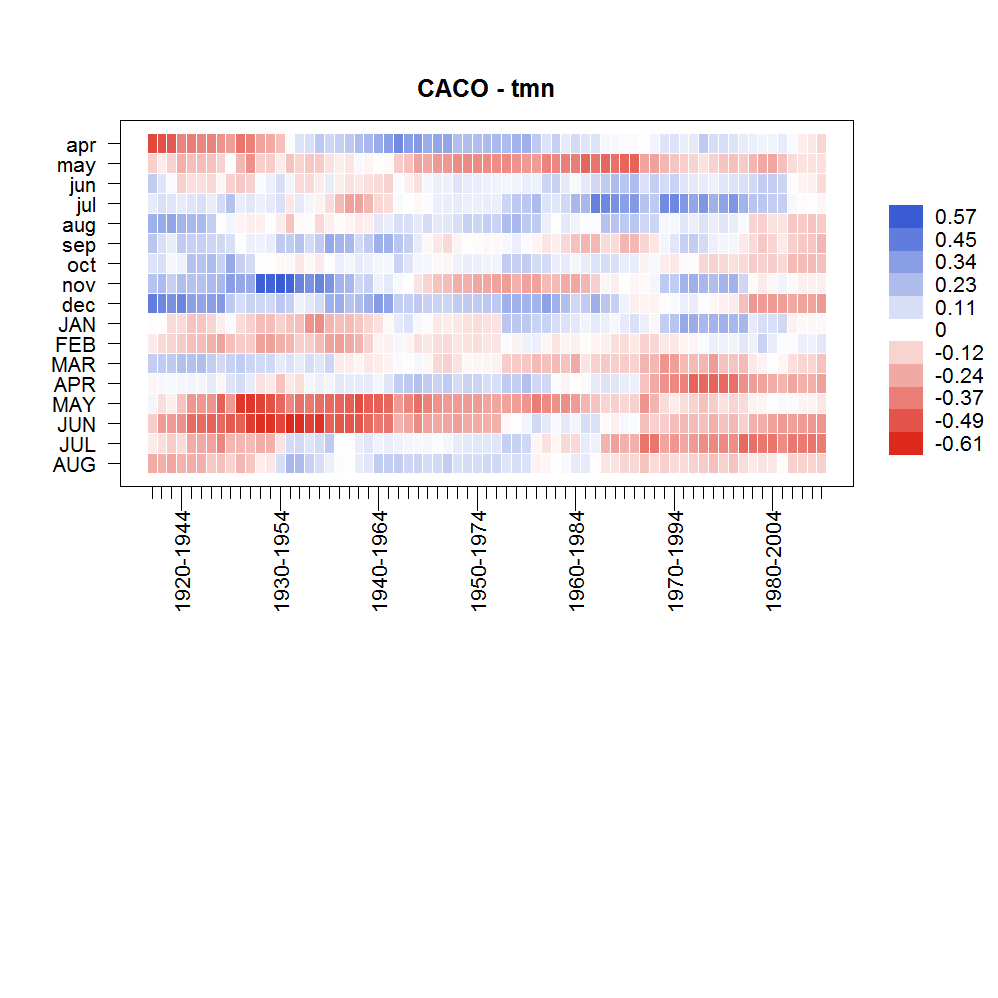 CACO - tmn
apr
may
jun
jul
aug
sep
oct
nov
dec
JAN
FEB
MAR
APR
MAY
JUN
JUL
AUG
0.57
0.45
0.34
0.23
0.11
0
-0.12
-0.24
-0.37
-0.49
-0.61
1920-1944
1930-1954
1940-1964
1950-1974
1960-1984
1970-1994
1980-2004